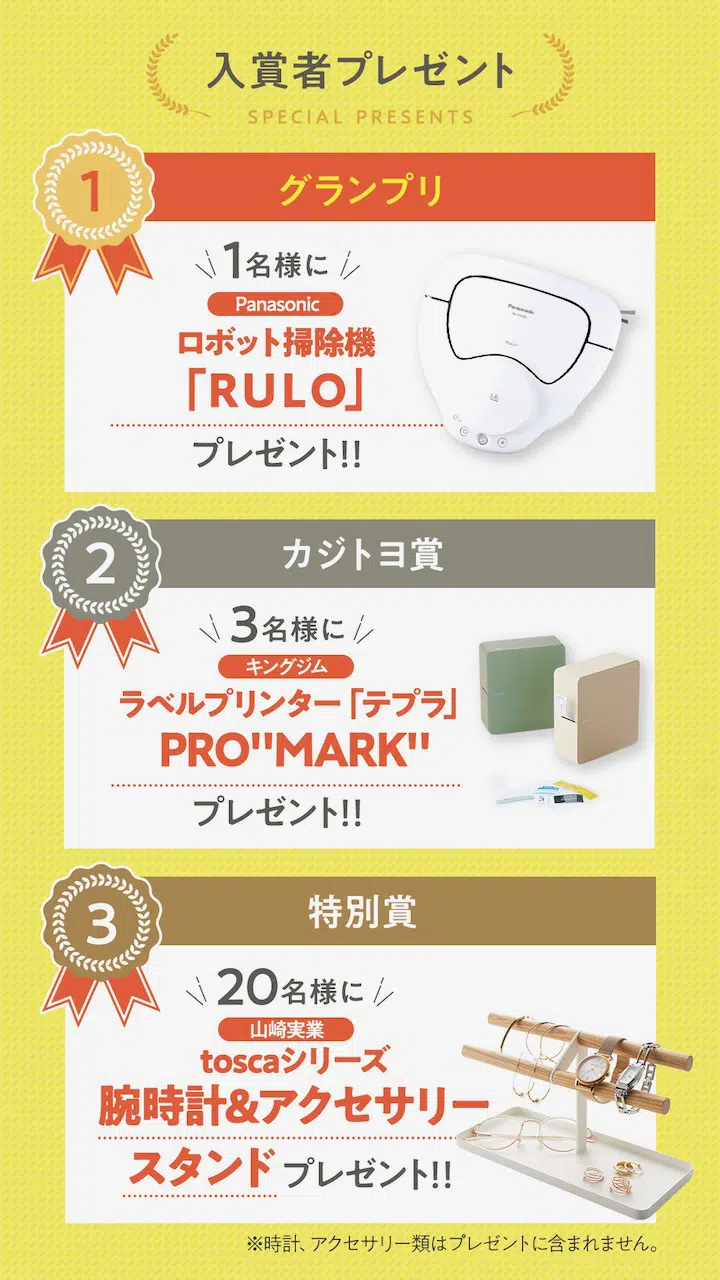 入賞者プレゼント
SPECIAL PRESENTS
1
グランプリ
1名様に
Panasonic
ロボット掃除機
「RULO」
プレゼント!!
Panasonic
RULO
2
カジトヨ賞
3名様に
キングジム
ラベルプリンター「テプラ」
PRO"MARK"
プレゼント!!
3
特別賞
20名様に
山崎実業
toscaシリーズ
腕時計&アクセサリー
スタンドプレゼント!!
※時計、アクセサリー類はプレゼントに含まれません。